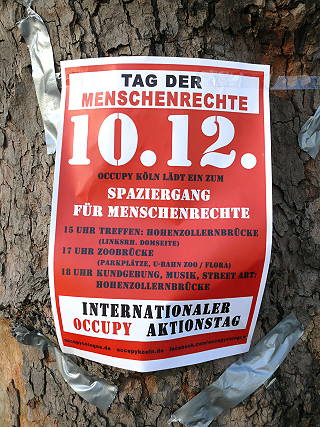 TAG DER
MENSCHENRECHTE
10.12.
OCCUPY KÖLN LÄDT EIN ZUM
SPAZIERGANG
FÜR MENSCHENRECHTE
15 UHR TREFFEN: HOHENZOLLERNBRÜCKE
(LINKSRH. DOMSEITE)
17 UHR ZOOBRÜCKE
(PARKPLÄTZE, U-BAHN ZOO / FLORA)
18 UHR KUNDGEBUNG, MUSIK, STREET ART:
HOHENZOLLERNBRÜCKE
INTERNATIONALER
OCCUPY AKTIONSTAG
occupycologne.de occupykoeln.de